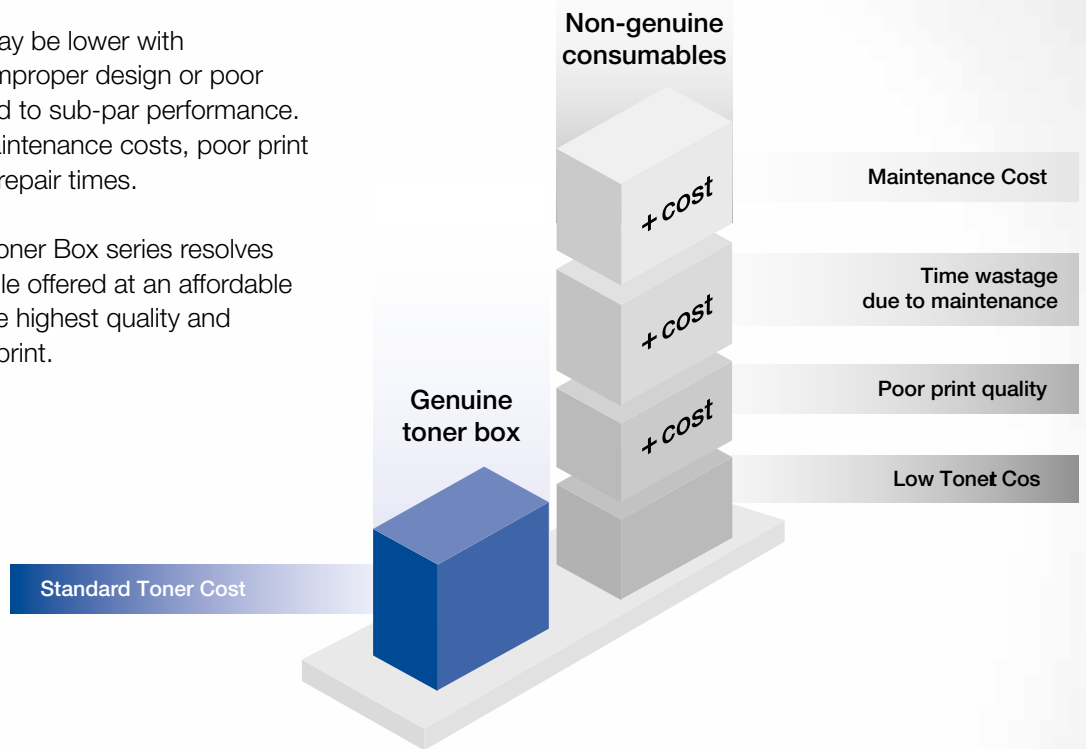 ay be lower with
mproper design or poor
d to sub-par performance.
aintenance costs, poor print
repair times.
oner Box series resolves
le offered at an affordable
e highest quality and
print.
Non-genuine
consumables
+ cost
Maintenance Cost
+ cost
Time wastage
due to maintenance
+ cost
Poor print quality
Low Tonet Cos
Genuine
toner box
Standard Toner Cost